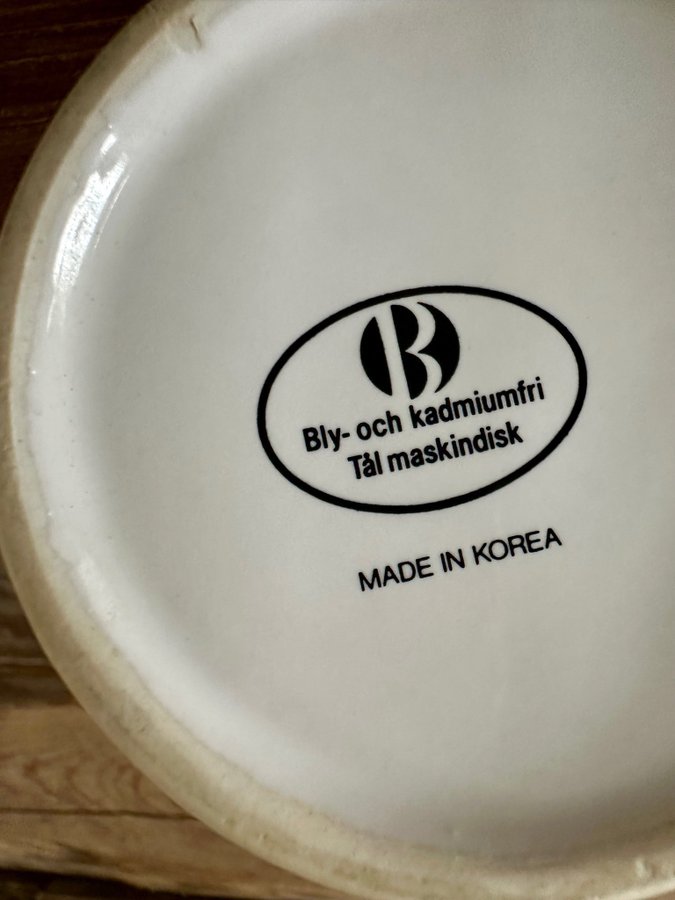 B
Bly- och kadmiumfri
Tål maskindisk
MADE IN KOREA